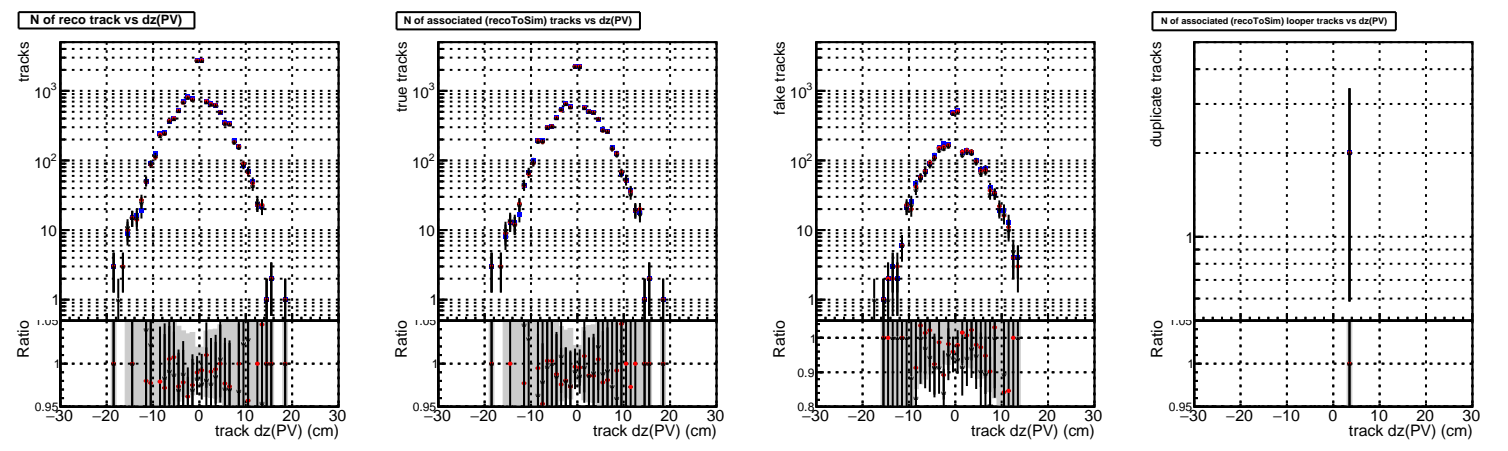 N of reco track vs dz(PV)
tracks
10³
10²
10
1
Ratio
1.05
1
0.95
−30 −20 −10 0 10 20 30
track dz(PV) (cm)
N of associated (recoToSim) tracks vs dz(PV)
true tracks
10³
10²
10
1
Ratio
1.05
1
0.95
−30 −20 −10 0 10 20 30
track dz(PV) (cm)
fake tracks
10³
10²
10
1
Ratio
1
0.9
0.8
−30 −20 −10 0 10 20 30
track dz(PV) (cm)
N of associated (recoToSim) looper tracks vs dz(PV)
duplicate tracks
1
Ratio
1.05
1
0.95
−30 −20 −10 0 10 20 30
track dz(PV) (cm)